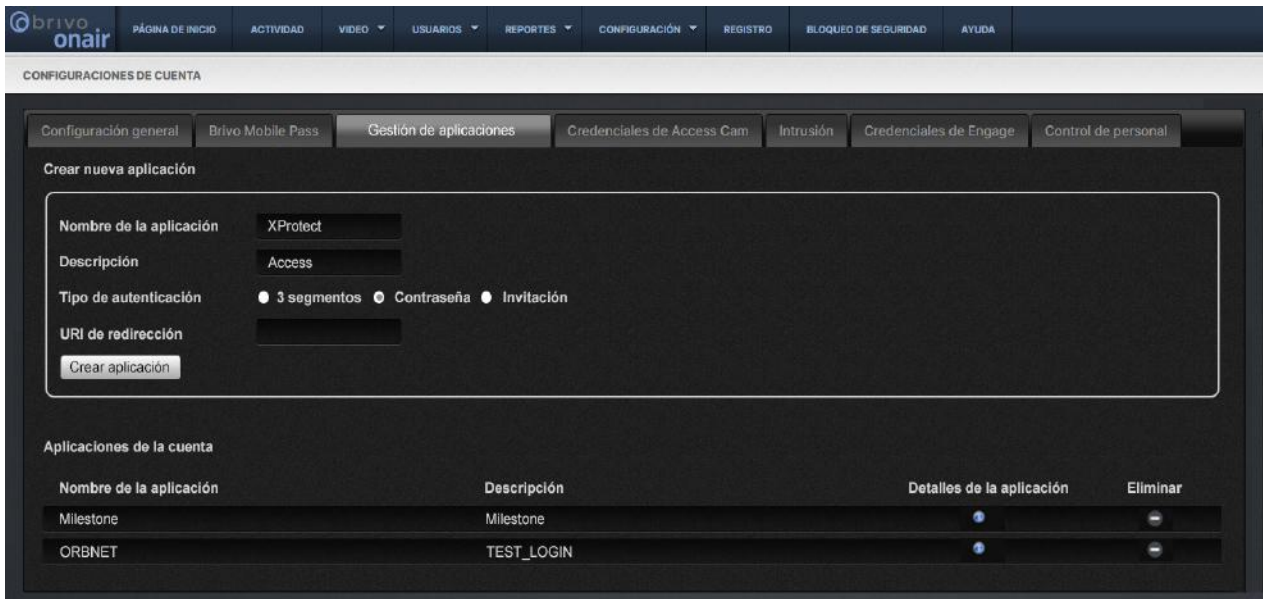 brivo onair PÁGINA DE INICIO ACTIVIDAD VIDEO USUARIOS REPORTES CONFIGURACIÓN REGISTRO BLOQUEO DE SEGURIDAD AYUDA
CONFIGURACIONES DE CUENTA
Configuración general Brivo Mobile Pass Gestión de aplicaciones Credenciales de Access Cam Intrusión Credenciales de Engage Control de personal
Crear nueva aplicación
Nombre de la aplicación XProtect
Descripción Access
Tipo de autenticación 3 segmentos Contraseña Invitación
URI de redirección
Crear aplicación
Aplicaciones de la cuenta
Nombre de la aplicación Descripción Detalles de la aplicación Eliminar
Milestone Milestone
ORBNET TEST_LOGIN